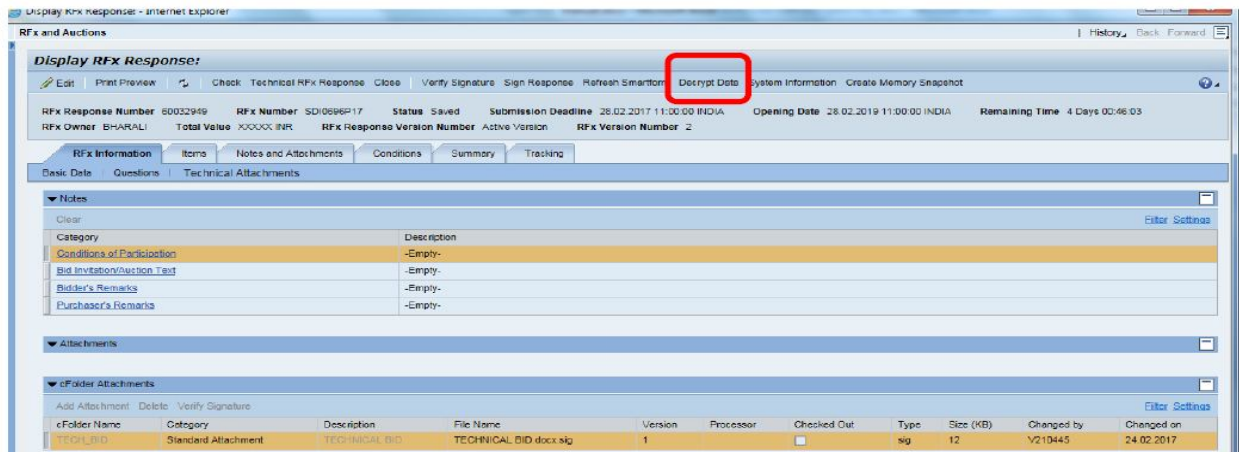 Display RFx Response: - Internet Explorer
RFx and Auctions | History Back Forward
Display RFx Response:
Edit Print Preview Check Technical RFx Response Close Verify Signature Sign Response Refresh Smartform Decrypt Data System Information Create Memory Snapshot
RFx Response Number 60032949 RFx Number SDI0696P17 Status Saved Submission Deadline 28.02.2017 11:00:00 INDIA Opening Date 28.02.2019 11:00:00 INDIA Remaining Time 4 Days 00:46:03
RFx Owner BHARALI Total Value XXXXX INR RFx Response Version Number Active Version RFx Version Number 2
RFx Information Items Notes and Attachments Conditions Summary Tracking
Basic Data Questions Technical Attachments
Notes
Clear Filter Settings
Category Description
Conditions of Participation -Empty-
Bid Invitation/Auction Text -Empty-
Bidder's Remarks -Empty-
Purchaser's Remarks -Empty-
Attachments
cFolder Attachments
Add Attachment Delete Verify Signature Filter Settings
cFolder Name Category Description File Name Version Processor Checked Out Type Size (KB) Changed by Changed on
TECH_BID Standard Attachment TECHNICAL BID TECHNICAL BID.docx.sig 1 sig 12 V210445 24.02.2017